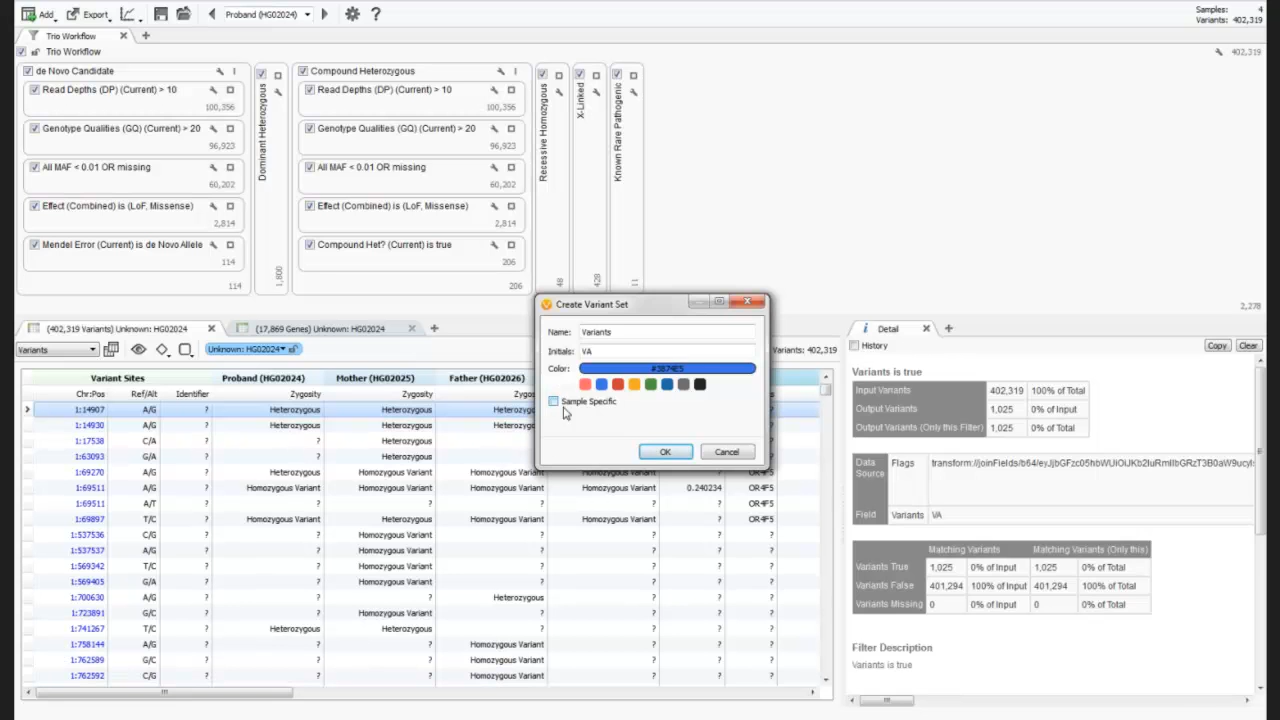 Add Export Proband (HG02024) Samples: 4
Variants: 402,319
Trio Workflow
Trio Workflow 402,319
de Novo Candidate
Read Depths (DP) (Current) > 10
100,356
Genotype Qualities (GQ) (Current) > 20
96,923
All MAF < 0.01 OR missing
60,202
Effect (Combined) is (LoF, Missense)
2,814
Mendel Error (Current) is de Novo Allele
114
114
Dominant Heterozygous
1,800
Compound Heterozygous
Read Depths (DP) (Current) > 10
100,356
Genotype Qualities (GQ) (Current) > 20
96,923
All MAF < 0.01 OR missing
60,202
Effect (Combined) is (LoF, Missense)
2,814
Compound Het? (Current) is true
206
206
Recessive Homozygous
48
X-Linked
428
Known Rare Pathogenic
11
2,278
(402,319 Variants) Unknown: HG02024 (17,869 Genes) Unknown: HG02024
Variants Unknown: HG02024 Variants: 402,319
Variant Sites Proband (HG02024) Mother (HG02025) Father (HG02026)
Chr:Pos Ref/Alt Identifier Zygosity Zygosity Zygos
1:14907 A/G ? Heterozygous Heterozygous Heterozyg
1:14930 A/G ? Heterozygous Heterozygous Heterozyg
1:17538 C/A ? ? Heterozygous
1:63093 G/A ? ? Heterozygous
1:69270 A/G ? Homozygous Variant Homozygous Variant Homozygous Variant Homozygous Variant ? OR4F5
1:69511 A/G ? Homozygous Variant Homozygous Variant Homozygous Variant Homozygous Variant 0.240234 OR4F5
1:69511 A/T ? ? ? ? ? ? OR4F5
1:69897 T/C ? Homozygous Variant Heterozygous Homozygous Variant Homozygous Variant ? OR4F5
1:537536 C/G ? ? Homozygous Variant ? ? ? ?
1:537537 A/G ? ? Homozygous Variant ? ? ? ?
1:569342 T/C ? ? Homozygous Variant ? ? ? ?
1:569405 G/A ? ? Homozygous Variant ? ? ? ?
1:700630 A/G ? ? ? Heterozygous ? ? ?
1:723891 G/C ? ? Homozygous Variant ? ? ? ?
1:741267 T/C ? Heterozygous Heterozygous ? ? ? ?
1:758144 A/G ? ? ? Homozygous Variant ? ? ?
1:762589 G/C ? ? ? Homozygous Variant ? ? ?
1:762592 C/G ? ? ? Homozygous Variant ? ? ?
Create Variant Set
Name: Variants
Initials: VA
Color: #3874E5
Sample Specific
OK Cancel
Detail
History Copy Clear
Variants is true
Input Variants 402,319 100% of Total
Output Variants 1,025 0% of Input
Output Variants (Only this Filter) 1,025 0% of Total
Data Source Flags
Field Variants VA
Matching Variants Matching Variants (Only this)
Variants True 1,025 0% of Input 1,025 0% of Total
Variants False 401,294 100% of Input 401,294 100% of Total
Variants Missing 0 0% of Input 0 0% of Total
Filter Description
Variants is true